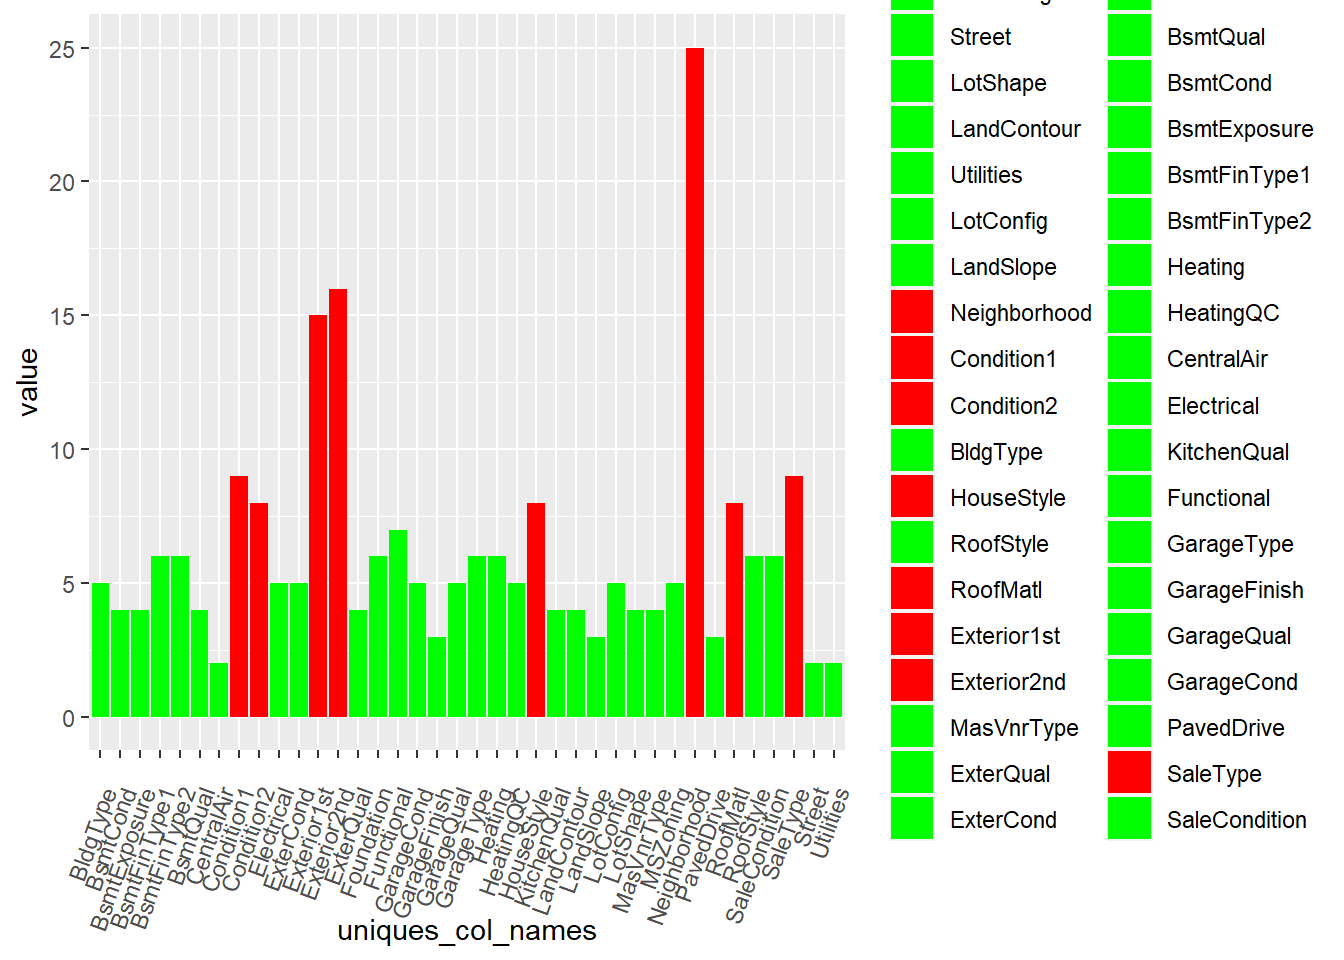 25
20
15
10
5
0
value
BldgType
BsmtCond
BsmtExposure
BsmtFinType1
BsmtFinType2
BsmtQual
CentralAir
Condition1
Condition2
Electrical
ExterCond
Exterior1st
Exterior2nd
ExterQual
Foundation
Functional
GarageCond
GarageFinish
GarageQual
GarageType
Heating
HeatingQC
HouseStyle
KitchenQual
LandContour
LandSlope
LotConfig
LotShape
MasVnrType
MSZoning
Neighborhood
PavedDrive
RoofMatl
RoofStyle
SaleCondition
SaleType
Street
Utilities
uniques_col_names
Street
LotShape
LandContour
Utilities
LotConfig
LandSlope
Neighborhood
Condition1
Condition2
BldgType
HouseStyle
RoofStyle
RoofMatl
Exterior1st
Exterior2nd
MasVnrType
ExterQual
ExterCond
BsmtQual
BsmtCond
BsmtExposure
BsmtFinType1
BsmtFinType2
Heating
HeatingQC
CentralAir
Electrical
KitchenQual
Functional
GarageType
GarageFinish
GarageQual
GarageCond
PavedDrive
SaleType
SaleCondition